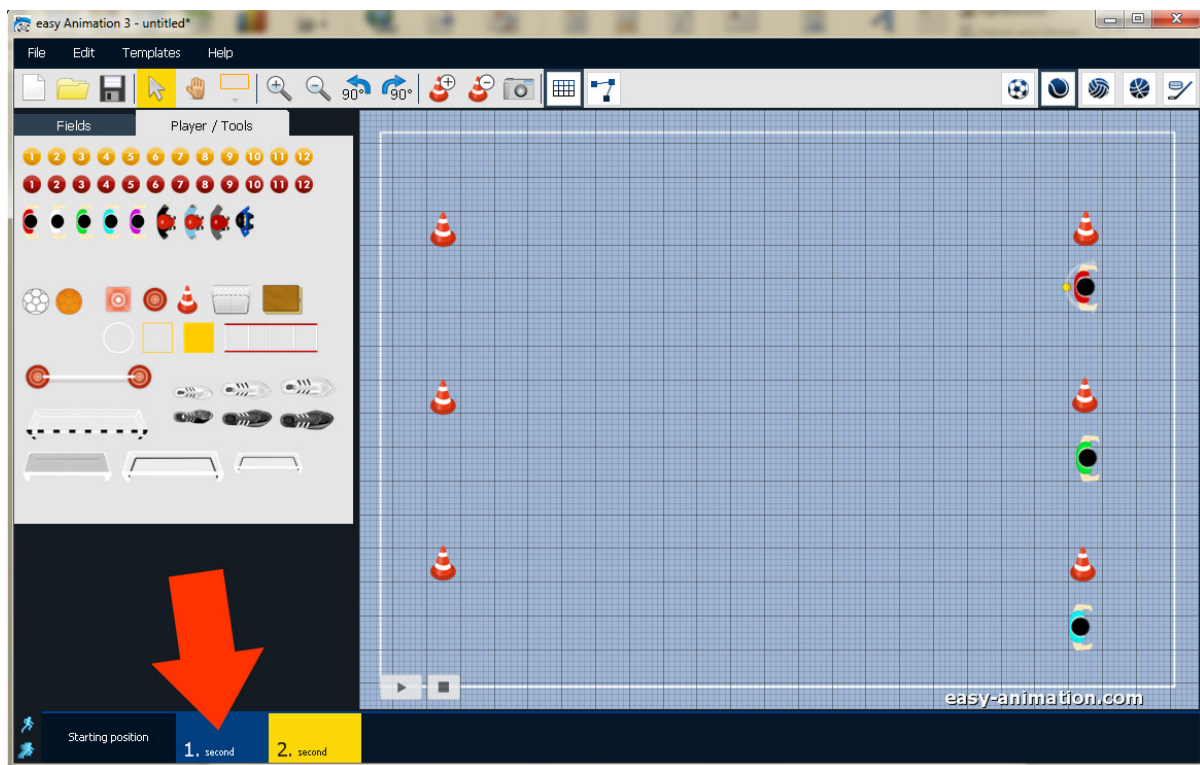 easy Animation 3 - untitled*
File Edit Templates Help
90° 90°
Fields Player / Tools
1 2 3 4 5 6 7 8 9 10 11 12
1 2 3 4 5 6 7 8 9 10 11 12
easy-animation.com
Starting position 1. second 2. second